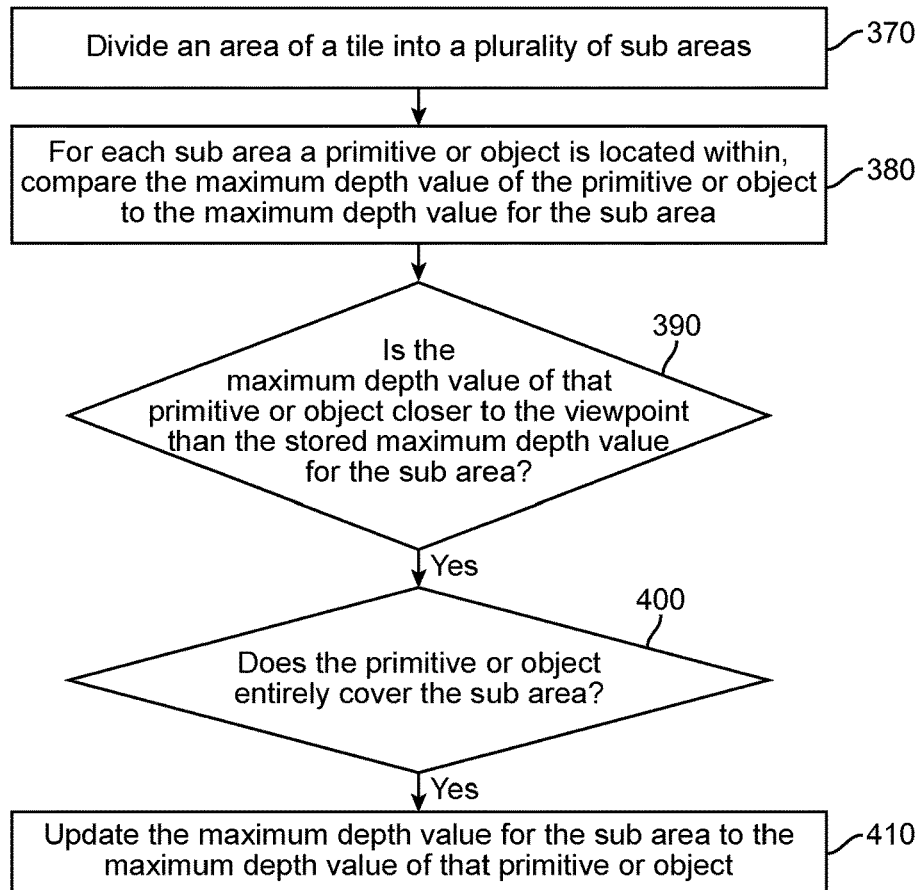 Divide an area of a tile into a plurality of sub areas
370
For each sub area a primitive or object is located within,
compare the maximum depth value of the primitive or object
to the maximum depth value for the sub area
380
390
Is the
maximum depth value of that
primitive or object closer to the viewpoint
than the stored maximum depth value
for the sub area?
Yes
400
Does the primitive or object
entirely cover the sub area?
Yes
Update the maximum depth value for the sub area to the
maximum depth value of that primitive or object
410